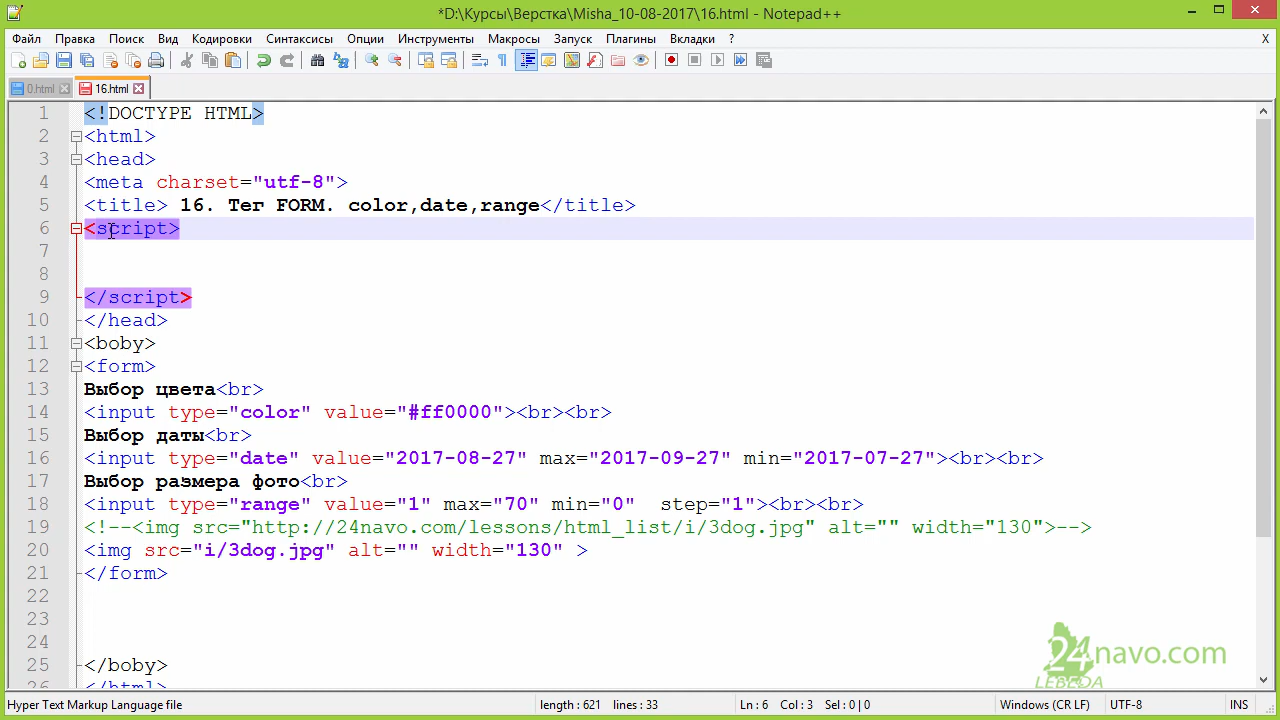 *D:\Курсы\Верстка\Misha_10-08-2017\16.html - Notepad++
Файл Правка Поиск Вид Кодировки Синтаксисы Опции Инструменты Макросы Запуск Плагины Вкладки ? X
0.html 16.html
1 <!DOCTYPE HTML>
2 <html>
3 <head>
4 <meta charset="utf-8">
5 <title> 16. Тег FORM. color,date,range</title>
6 <script>
7
8
9 </script>
10 </head>
11 <boby>
12 <form>
13 Выбор цвета<br>
14 <input type="color" value="#ff0000"><br><br>
15 Выбор даты<br>
16 <input type="date" value="2017-08-27" max="2017-09-27" min="2017-07-27"><br><br>
17 Выбор размера фото<br>
18 <input type="range" value="1" max="70" min="0"  step="1"><br><br>
19 <!--<img src="http://24navo.com/lessons/html_list/i/3dog.jpg" alt="" width="130">-->
20 <img src="i/3dog.jpg" alt="" width="130" >
21 </form>
22
23
24
25 </boby>
26 </html>
24navo.com
LEBEDA
Hyper Text Markup Language file length : 621 lines : 33 Ln : 6 Col : 3 Sel : 0 | 0 Windows (CR LF) UTF-8 INS